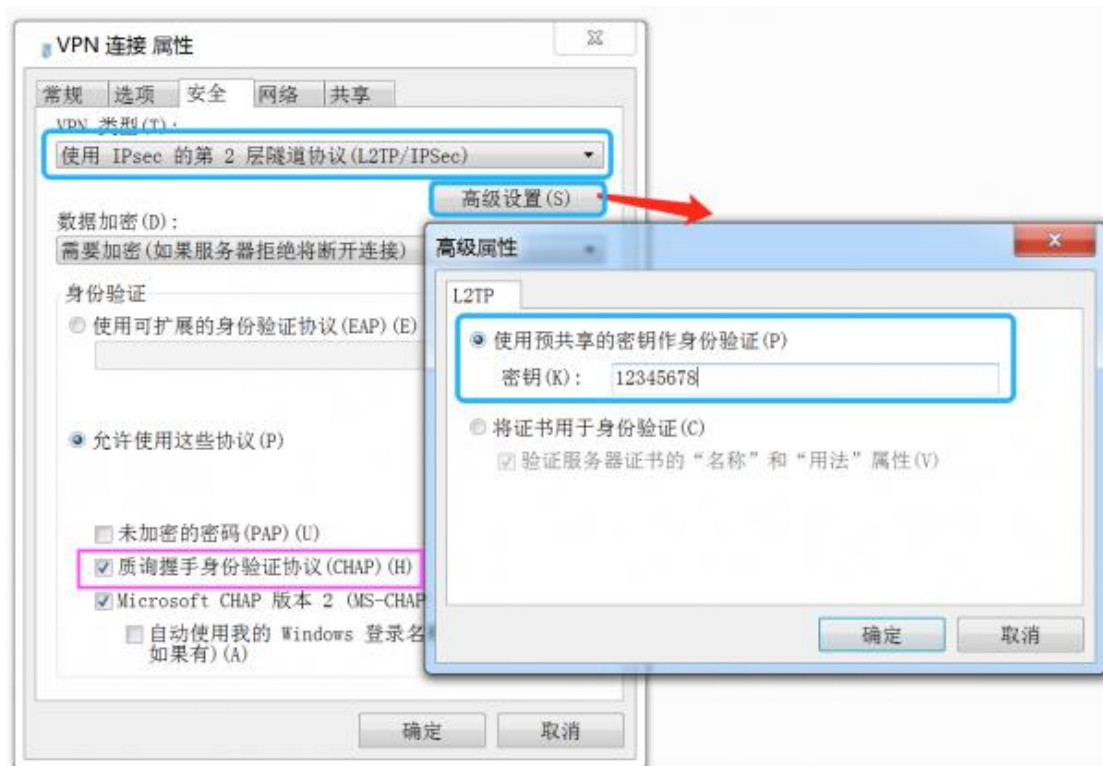 VPN 连接 属性
常规 选项 安全 网络 共享
VPN 类型(T):
使用 IPsec 的第 2 层隧道协议(L2TP/IPSec)
高级设置(S)
数据加密(D):
需要加密(如果服务器拒绝将断开连接)
身份验证
使用可扩展的身份验证协议(EAP)(E)
允许使用这些协议(P)
未加密的密码(PAP)(U)
质询握手身份验证协议(CHAP)(H)
Microsoft CHAP 版本 2 (MS-CHAP
自动使用我的 Windows 登录名
如果有)(A)
确定 取消
高级属性
L2TP
使用预共享的密钥作身份验证(P)
密钥(K): 12345678
将证书用于身份验证(C)
验证服务器证书的“名称”和“用法”属性(V)
确定 取消